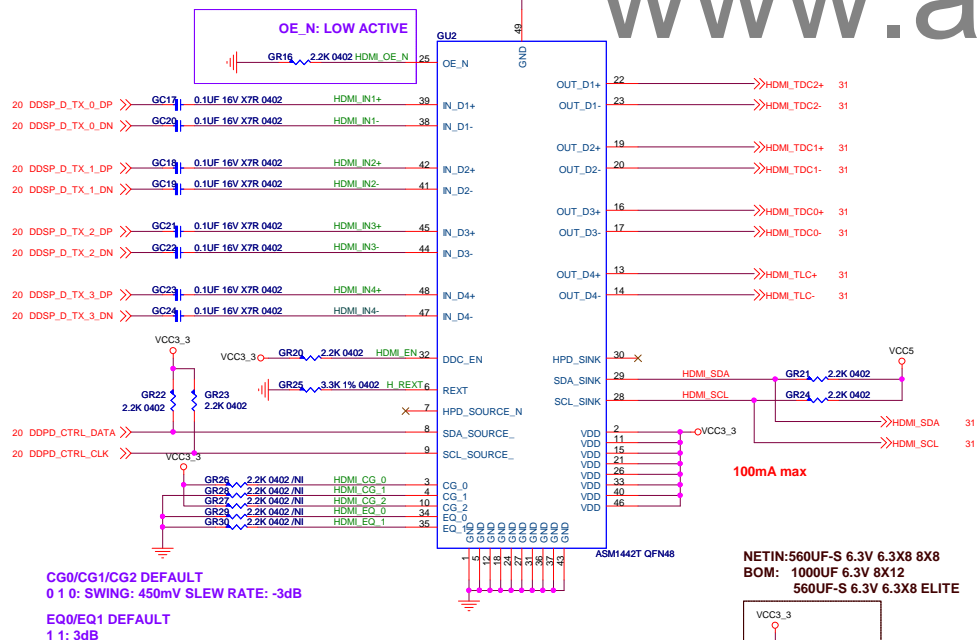 www.a
OE_N: LOW ACTIVE
GR16 2.2K 0402 HDMI_OE_N 25 OE_N
GU2
49
GND
20 DDSP_D_TX_0_DP GC17 0.1UF 16V X7R 0402 HDMI_IN1+ 39 IN_D1+
20 DDSP_D_TX_0_DN GC20 0.1UF 16V X7R 0402 HDMI_IN1- 38 IN_D1-
20 DDSP_D_TX_1_DP GC18 0.1UF 16V X7R 0402 HDMI_IN2+ 42 IN_D2+
20 DDSP_D_TX_1_DN GC19 0.1UF 16V X7R 0402 HDMI_IN2- 41 IN_D2-
20 DDSP_D_TX_2_DP GC21 0.1UF 16V X7R 0402 HDMI_IN3+ 45 IN_D3+
20 DDSP_D_TX_2_DN GC22 0.1UF 16V X7R 0402 HDMI_IN3- 44 IN_D3-
20 DDSP_D_TX_3_DP GC23 0.1UF 16V X7R 0402 HDMI_IN4+ 48 IN_D4+
20 DDSP_D_TX_3_DN GC24 0.1UF 16V X7R 0402 HDMI_IN4- 47 IN_D4-
OUT_D1+ 22 HDMI_TDC2+ 31
OUT_D1- 23 HDMI_TDC2- 31
OUT_D2+ 19 HDMI_TDC1+ 31
OUT_D2- 20 HDMI_TDC1- 31
OUT_D3+ 16 HDMI_TDC0+ 31
OUT_D3- 17 HDMI_TDC0- 31
OUT_D4+ 13 HDMI_TLC+ 31
OUT_D4- 14 HDMI_TLC- 31
VCC3_3
VCC3_3 GR20 2.2K 0402 HDMI_EN 32 DDC_EN
GR25 3.3K 1% 0402 H_REXT 6 REXT
GR22
2.2K 0402
GR23
2.2K 0402
7 HPD_SOURCE_N
20 DDPD_CTRL_DATA 8 SDA_SOURCE_
20 DDPD_CTRL_CLK 9 SCL_SOURCE_
VCC3_3
GR26 2.2K 0402 /NI HDMI_CG_0 3 CG_0
GR28 2.2K 0402 /NI HDMI_CG_1 4 CG_1
GR27 2.2K 0402 /NI HDMI_CG_2 10 CG_2
GR29 2.2K 0402 /NI HDMI_EQ_0 34 EQ_0
GR30 2.2K 0402 /NI HDMI_EQ_1 35 EQ_1
HPD_SINK 30
SDA_SINK 29 HDMI_SDA GR21 2.2K 0402
SCL_SINK 28 HDMI_SCL GR24 2.2K 0402
VCC5
HDMI_SDA 31
HDMI_SCL 31
VDD 2 VCC3_3
VDD 11
VDD 15
VDD 21
VDD 26
VDD 33
VDD 40
VDD 46
100mA max
GND GND GND GND GND GND GND GND GND GND
1 5 12 18 24 27 31 36 37 43
ASM1442T QFN48
CG0/CG1/CG2 DEFAULT
0 1 0: SWING: 450mV SLEW RATE: -3dB
EQ0/EQ1 DEFAULT
1 1: 3dB
NETIN:560UF-S 6.3V 6.3X8 8X8
BOM: 1000UF 6.3V 8X12
560UF-S 6.3V 6.3X8 ELITE
VCC3_3